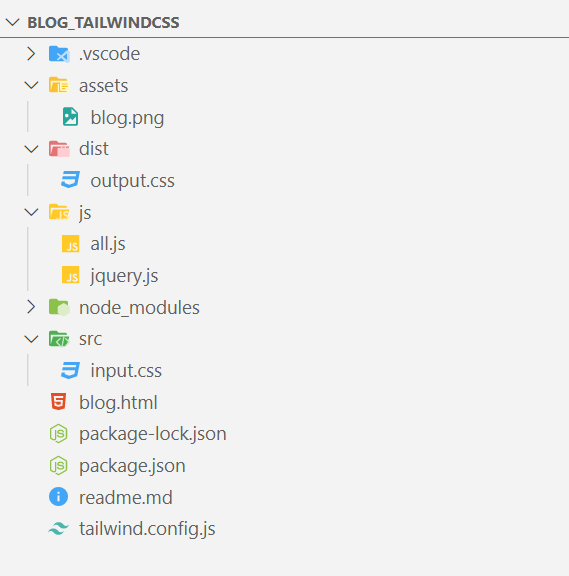 BLOG_TAILWINDCSS
.vscode
assets
blog.png
dist
output.css
js
all.js
jquery.js
node_modules
src
input.css
blog.html
package-lock.json
package.json
readme.md
tailwind.config.js